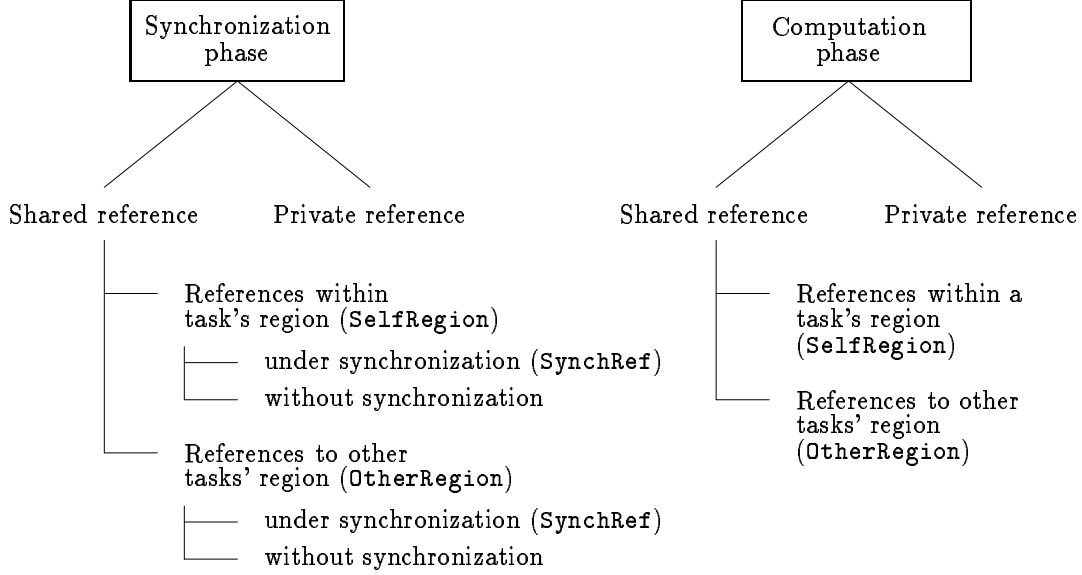 Synchronization
phase
Shared reference
Private reference
References within
task's region (SelfRegion)
under synchronization (SynchRef)
without synchronization
References to other
tasks' region (OtherRegion)
under synchronization (SynchRef)
without synchronization
Computation
phase
Shared reference
Private reference
References within a
task's region
(SelfRegion)
References to other
tasks' region
(OtherRegion)